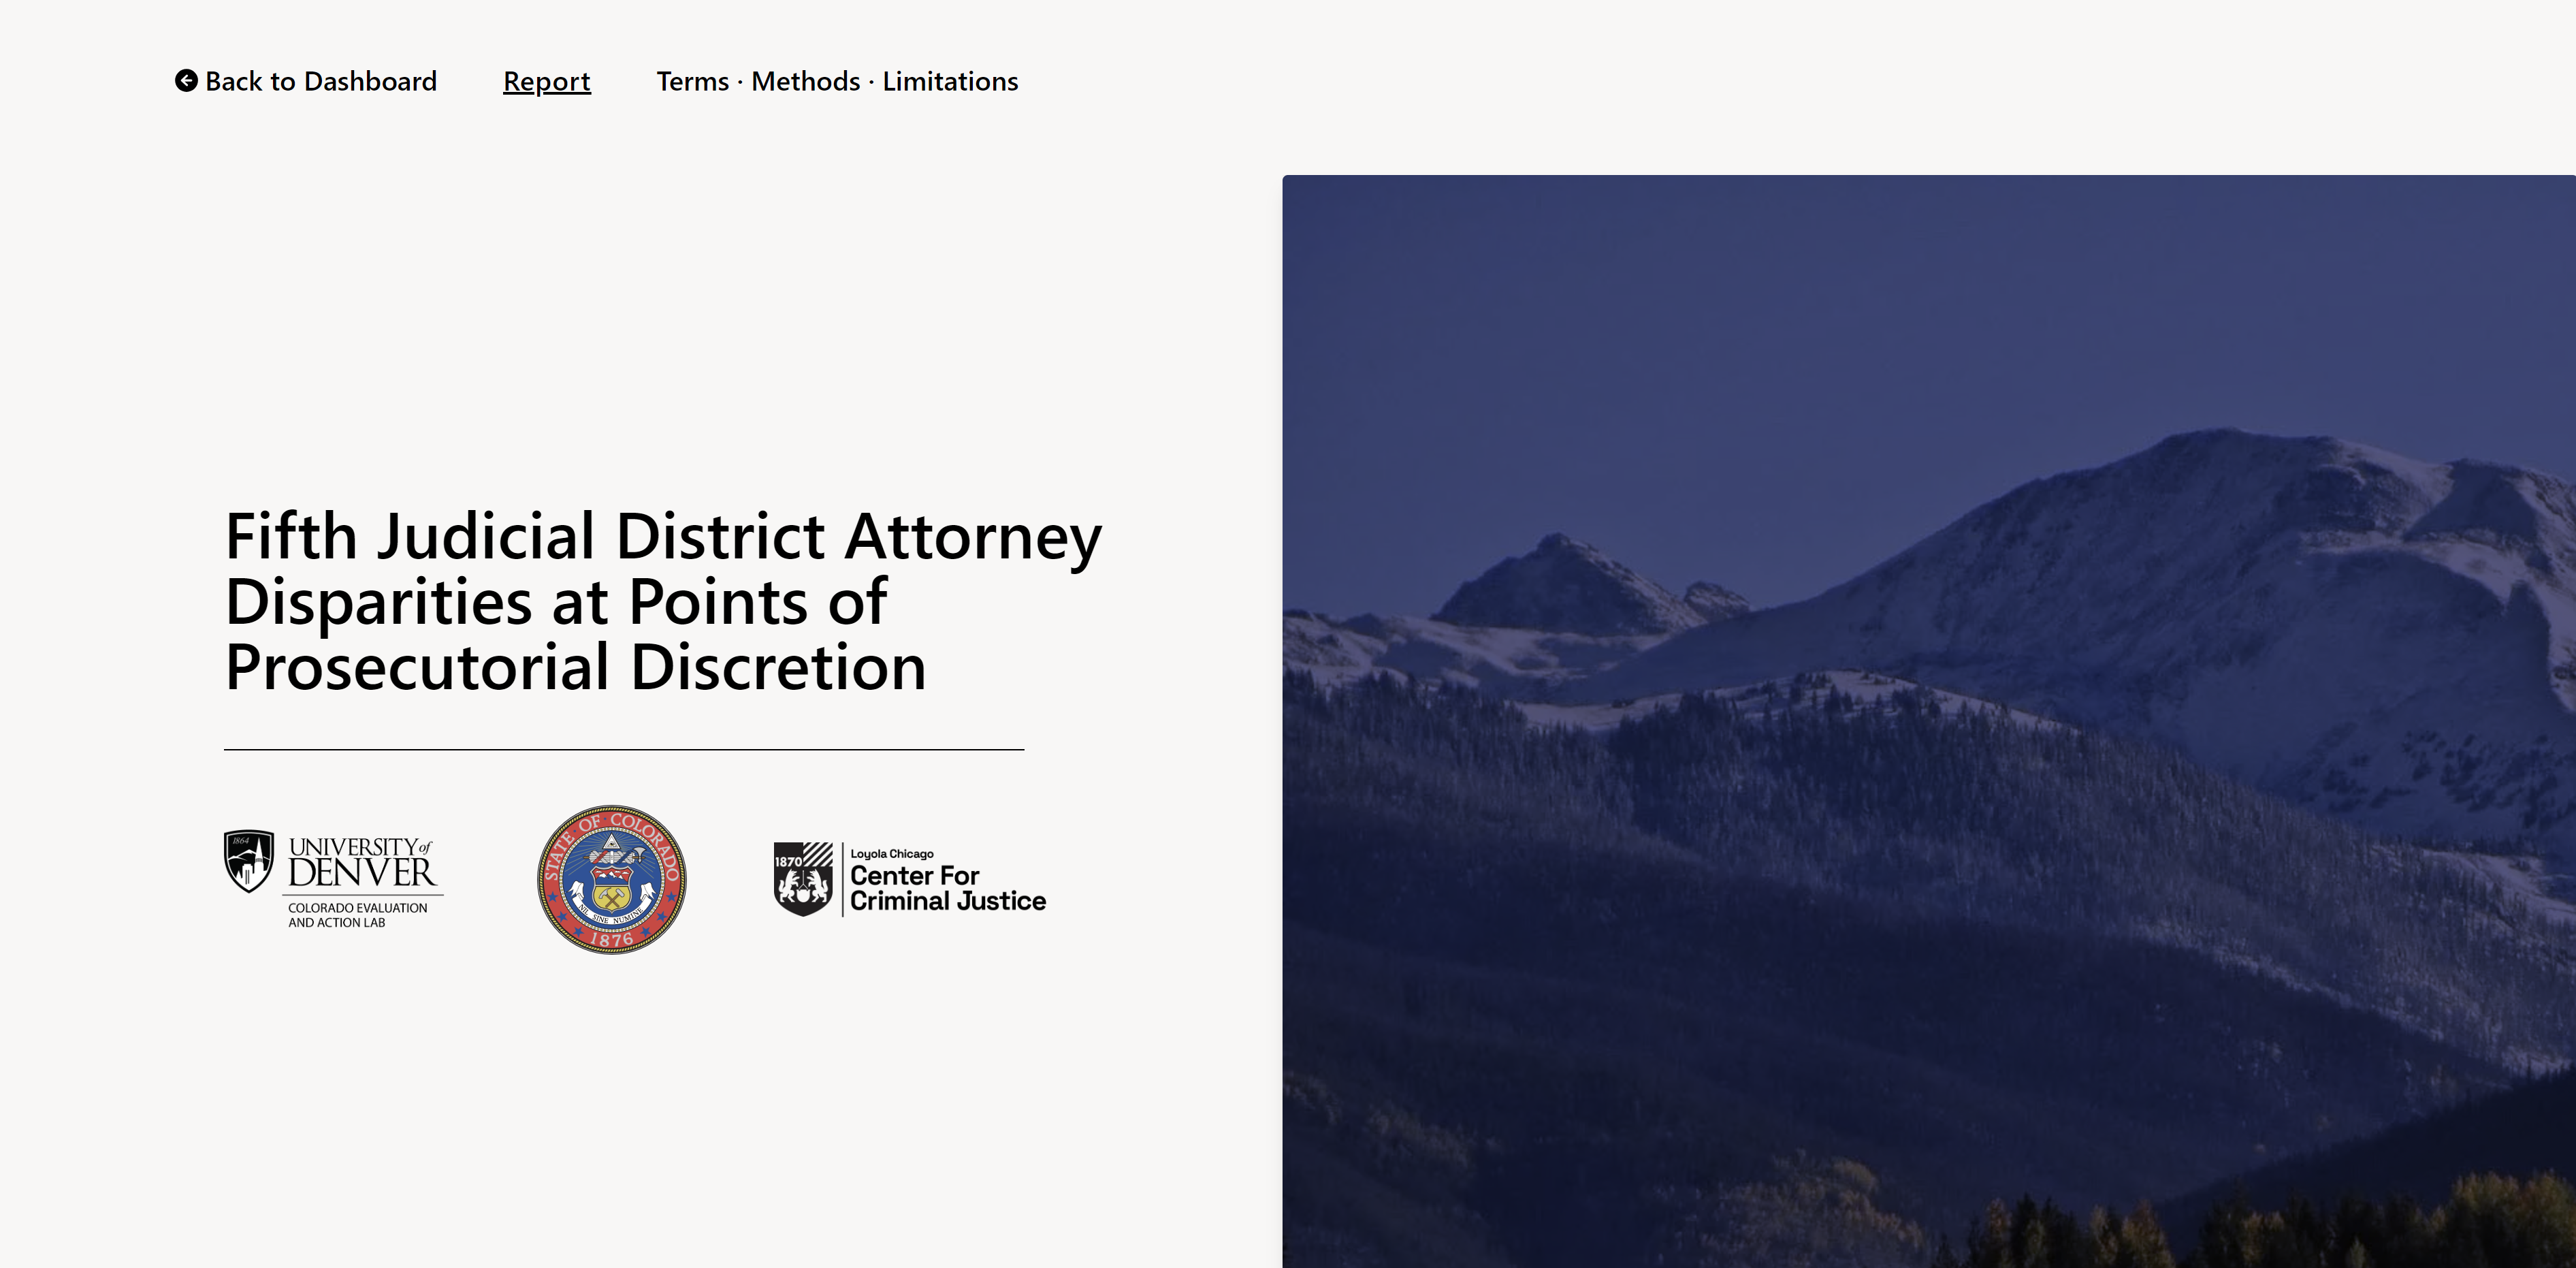 Back to Dashboard
Report
Terms · Methods · Limitations
Fifth Judicial District Attorney
Disparities at Points of
Prosecutorial Discretion
1864
UNIVERSITY of
DENVER
COLORADO EVALUATION
AND ACTION LAB
STATE OF COLORADO
NIL SINE NUMINE
1876
1870
Loyola Chicago
Center For
Criminal Justice